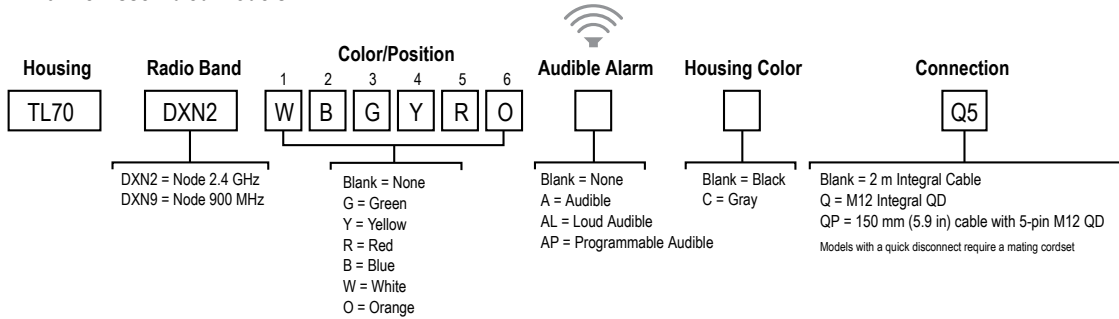 Housing
Radio Band
Color/Position
Audible Alarm
Housing Color
Connection
1 2 3 4 5 6
TL70
DXN2
W B G Y R O
Q5
DXN2 = Node 2.4 GHz
DXN9 = Node 900 MHz
Blank = None
G = Green
Y = Yellow
R = Red
B = Blue
W = White
O = Orange
Blank = None
A = Audible
AL = Loud Audible
AP = Programmable Audible
Blank = Black
C = Gray
Blank = 2 m Integral Cable
Q = M12 Integral QD
QP = 150 mm (5.9 in) cable with 5-pin M12 QD
Models with a quick disconnect require a mating cordset